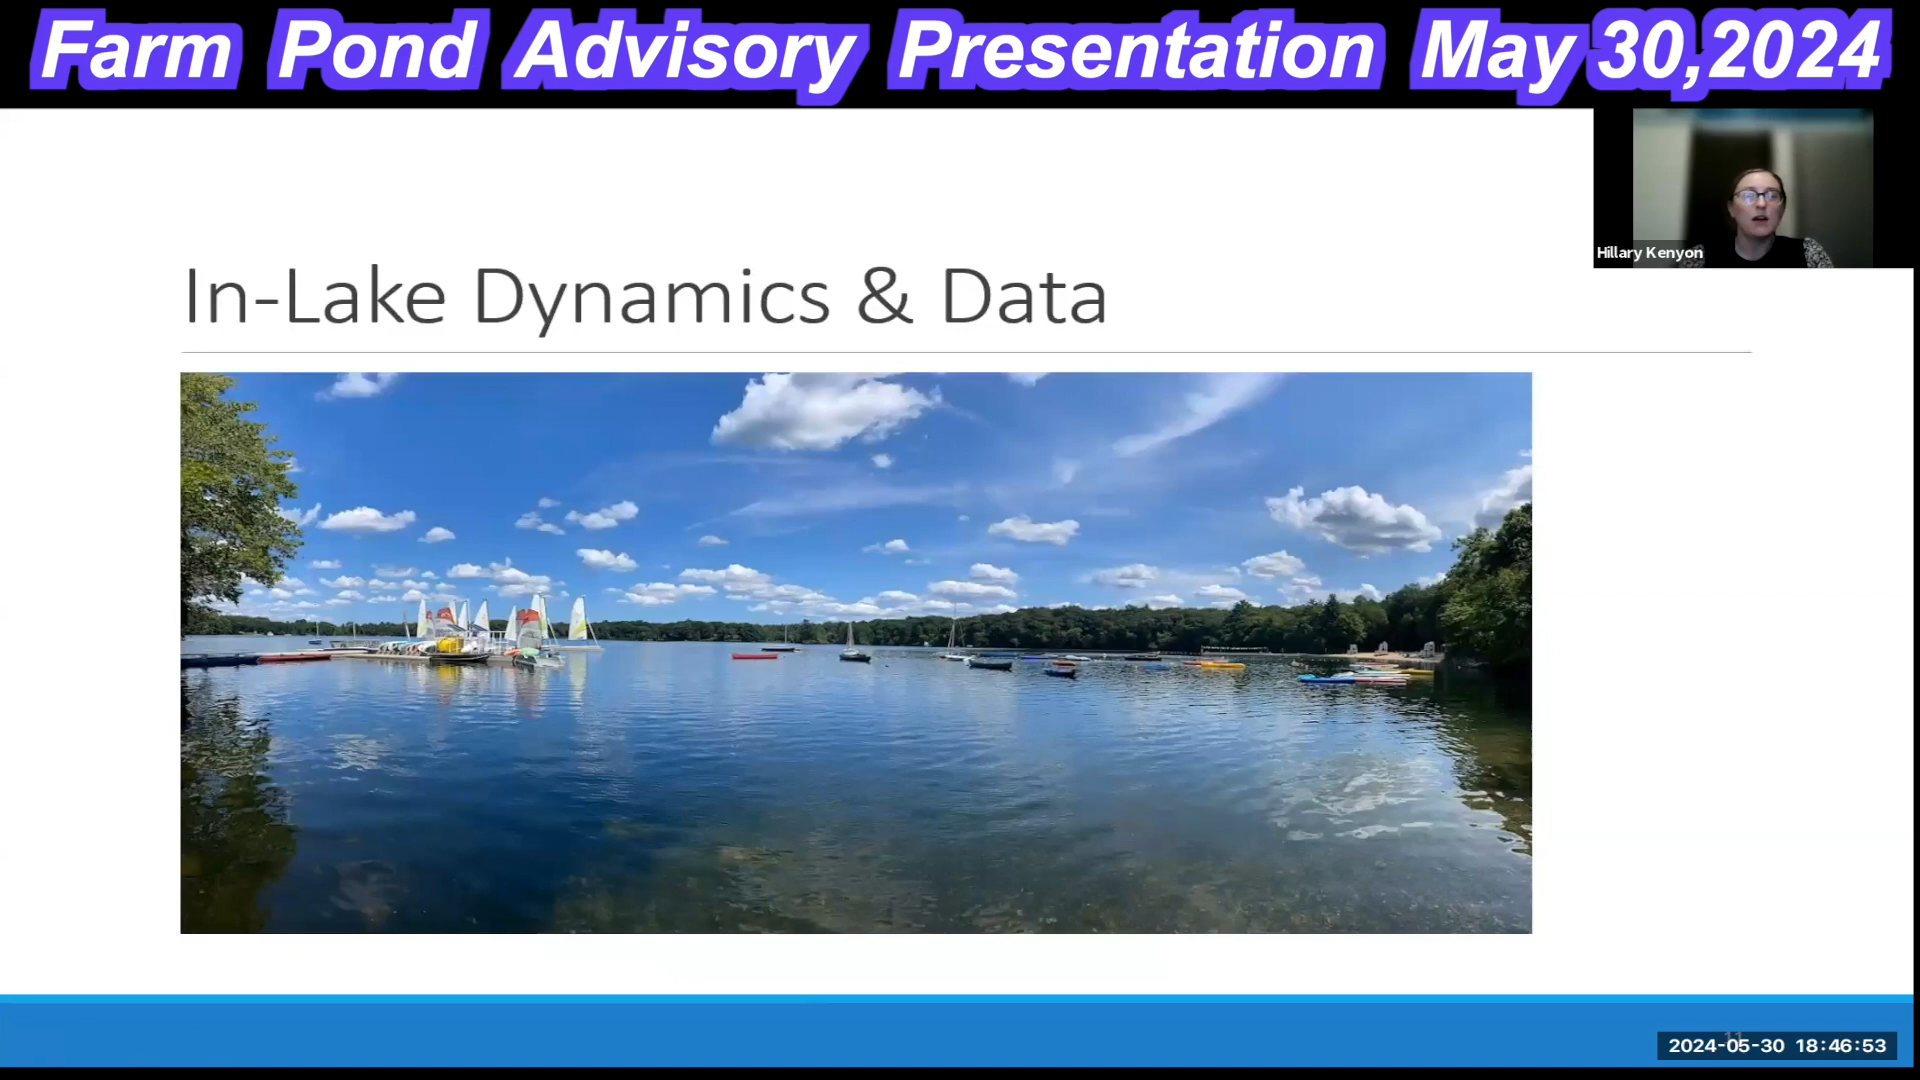 Farm Pond Advisory Presentation May 30,2024
Hillary Kenyon
In-Lake Dynamics & Data
11
2024-05-30 18:46:53